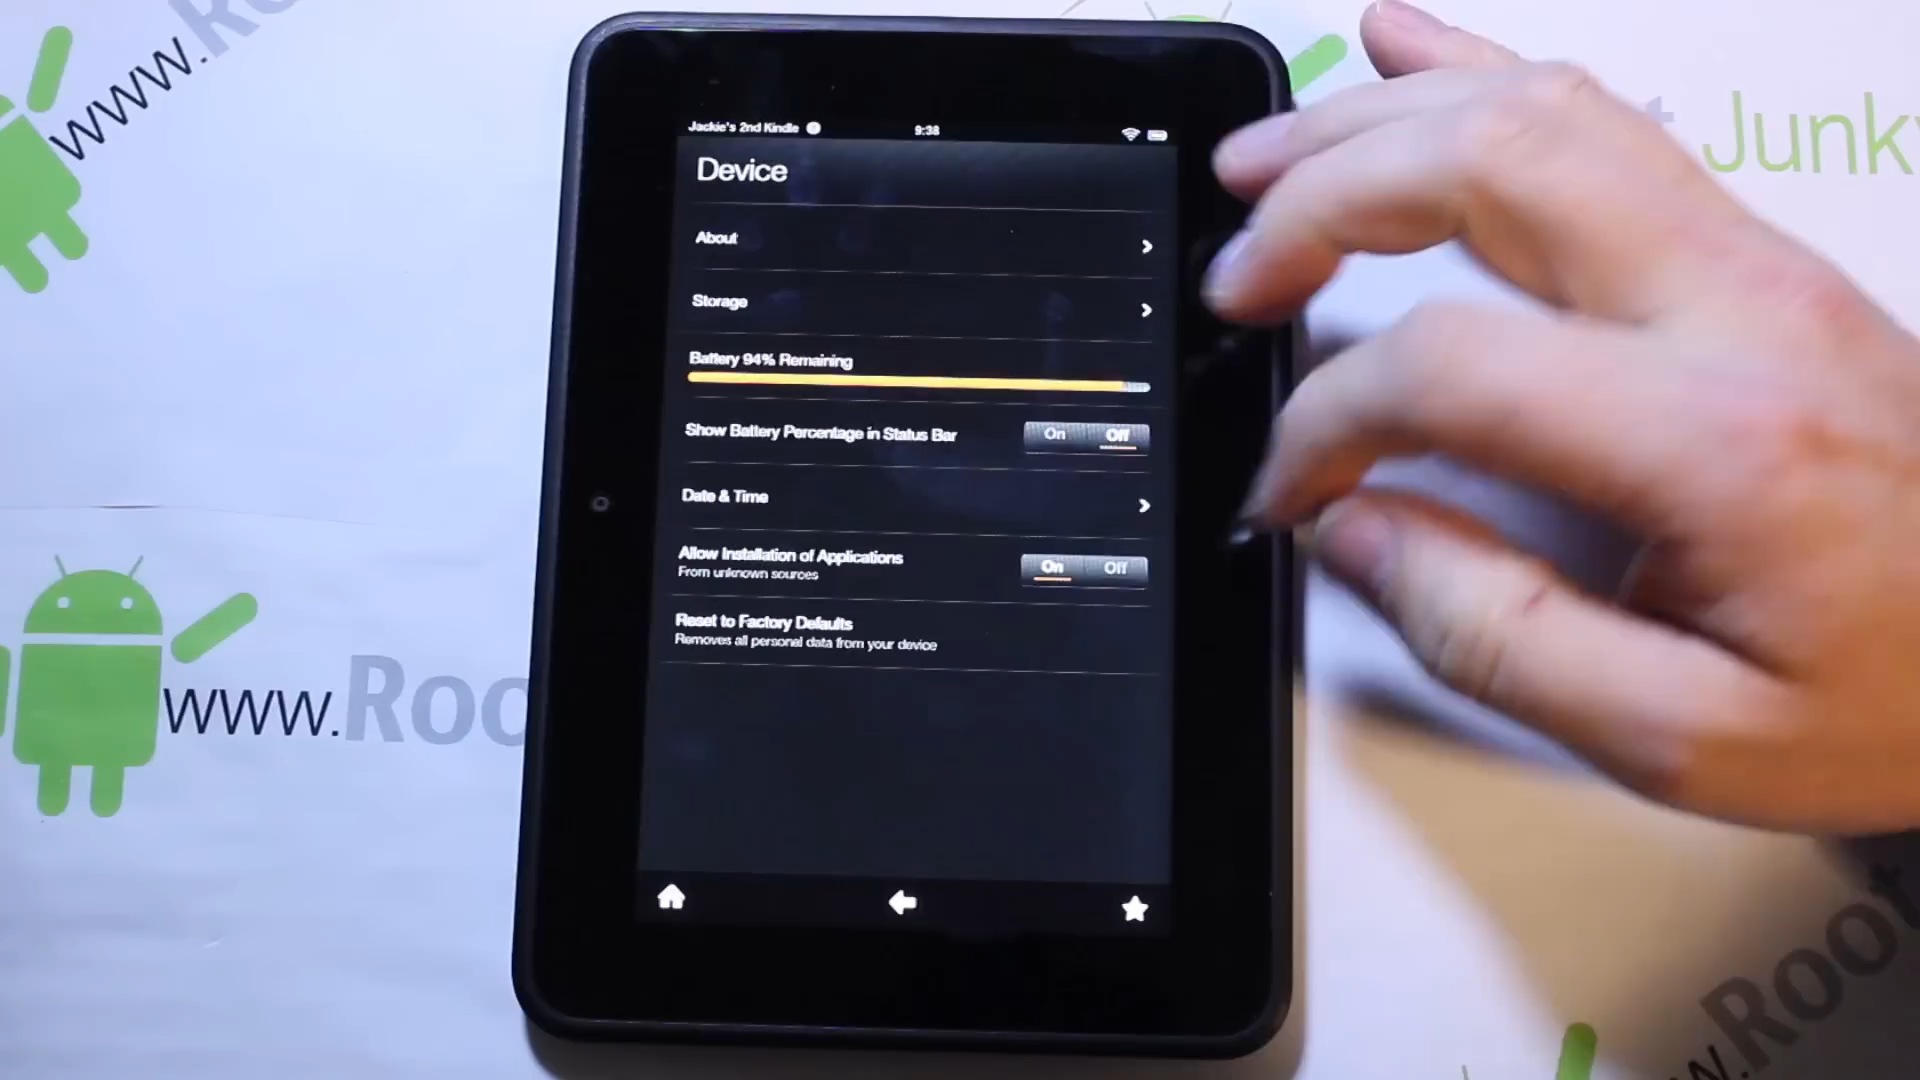 Jackie's 2nd Kindle
9:38
Device
About
Storage
Battery 94% Remaining
Show Battery Percentage in Status Bar
On Off
Date & Time
Allow Installation of Applications
From unknown sources
On Off
Reset to Factory Defaults
Removes all personal data from your device
www.Ro
t Junky
www.Roo
w.Root